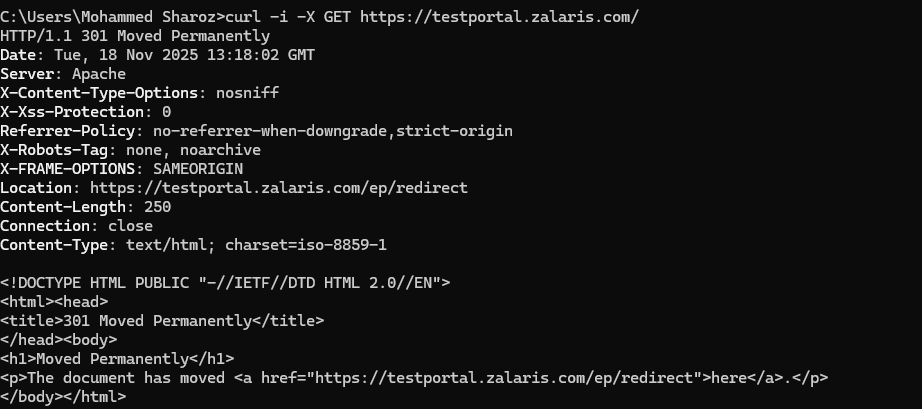 C:\Users\Mohammed Sharoz>curl -i -X GET https://testportal.zalaris.com/
HTTP/1.1 301 Moved Permanently
Date: Tue, 18 Nov 2025 13:18:02 GMT
Server: Apache
X-Content-Type-Options: nosniff
X-Xss-Protection: 0
Referrer-Policy: no-referrer-when-downgrade,strict-origin
X-Robots-Tag: none, noarchive
X-FRAME-OPTIONS: SAMEORIGIN
Location: https://testportal.zalaris.com/ep/redirect
Content-Length: 250
Connection: close
Content-Type: text/html; charset=iso-8859-1

<!DOCTYPE HTML PUBLIC "-//IETF//DTD HTML 2.0//EN">
<html><head>
<title>301 Moved Permanently</title>
</head><body>
<h1>Moved Permanently</h1>
<p>The document has moved <a href="https://testportal.zalaris.com/ep/redirect">here</a>.</p>
</body></html>